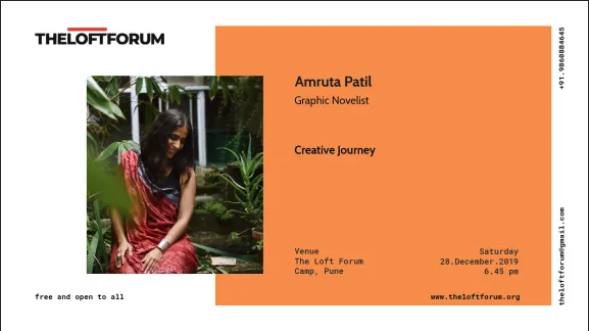 THELOFTFORUM
Amruta Patil
Graphic Novelist
Creative Journey
Venue
The Loft Forum
Camp, Pune
Saturday
28.December.2019
6.45 pm
free and open to all
www.theloftforum.org
+91.9860884645
theloftforum@gmail.com